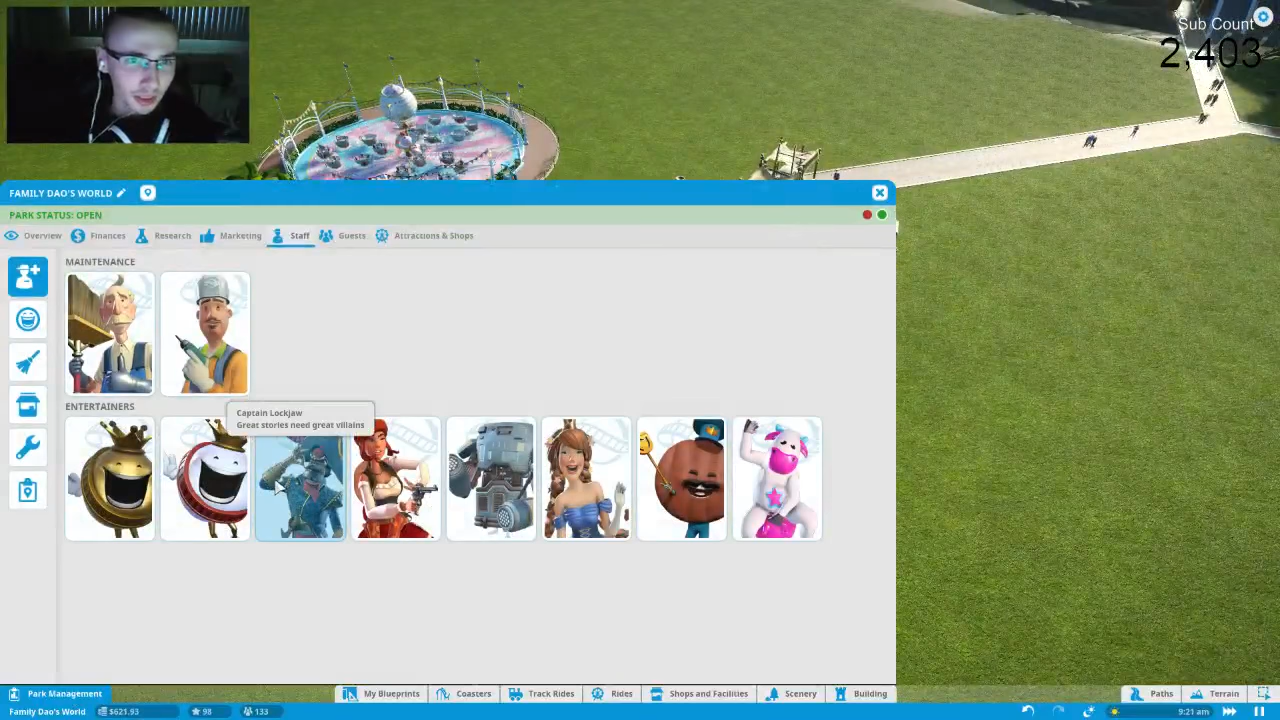 Sub Count
2,403
FAMILY DAO'S WORLD
PARK STATUS: OPEN
Overview Finances Research Marketing Staff Guests Attractions & Shops
MAINTENANCE
ENTERTAINERS
Captain Lockjaw
Great stories need great villains
Park Management My Blueprints Coasters Track Rides Rides Shops and Facilities Scenery Building Paths Terrain
Family Dao's World $621.93 98 133 9:21 am